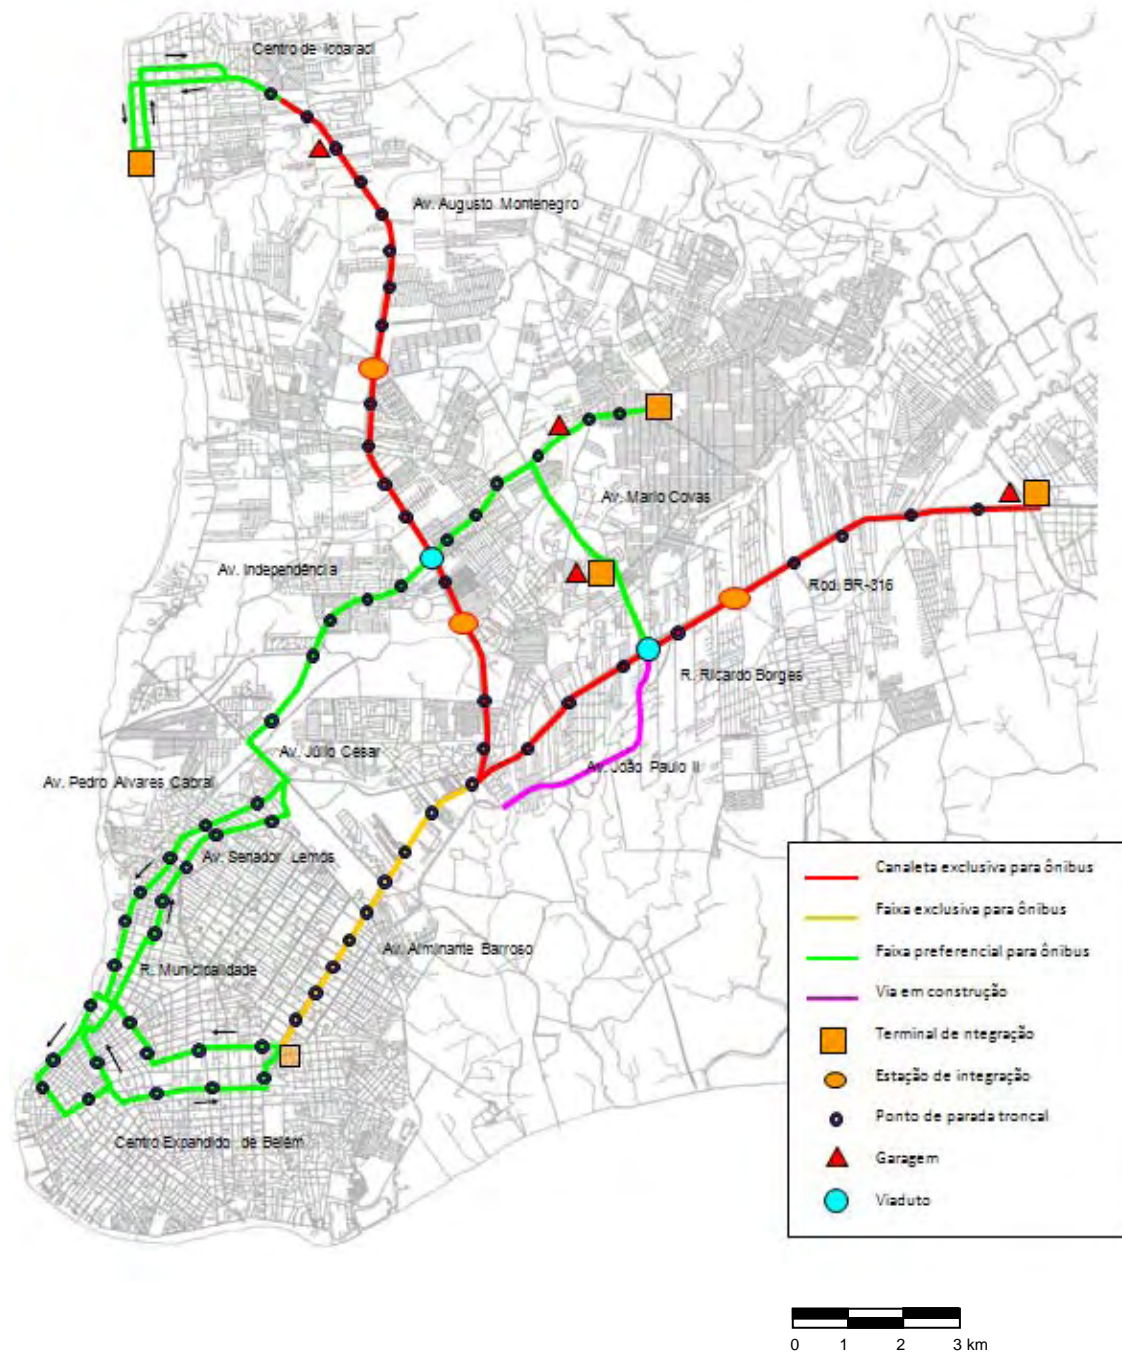 Centro de Icoaraci
Av. Augusto Montenegro
Av. Mario Covas
Av. Independência
Rod. BR-316
R. Ricardo Borges
Av. Júlio César
Av. João Paulo II
Av. Pedro Alvares Cabral
Av. Senador Lemos
Av. Alminante Barroso
R. Municipalidade
Centro Expandido de Belém
Canaleta exclusiva para ônibus
Faixa exclusiva para ônibus
Faixa preferencial para ônibus
Via em construção
Terminal de ntegração
Estação de integração
Ponto de parada troncal
Garagem
Viaduto
0 1 2 3 km